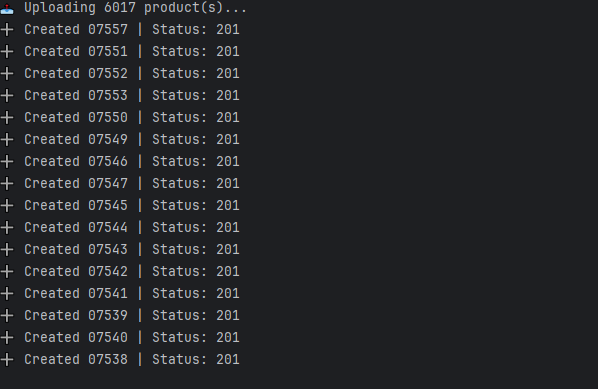 Uploading 6017 product(s)...
➕ Created 07557 | Status: 201
➕ Created 07551 | Status: 201
➕ Created 07552 | Status: 201
➕ Created 07553 | Status: 201
➕ Created 07550 | Status: 201
➕ Created 07549 | Status: 201
➕ Created 07546 | Status: 201
➕ Created 07547 | Status: 201
➕ Created 07545 | Status: 201
➕ Created 07544 | Status: 201
➕ Created 07543 | Status: 201
➕ Created 07542 | Status: 201
➕ Created 07541 | Status: 201
➕ Created 07539 | Status: 201
➕ Created 07540 | Status: 201
➕ Created 07538 | Status: 201